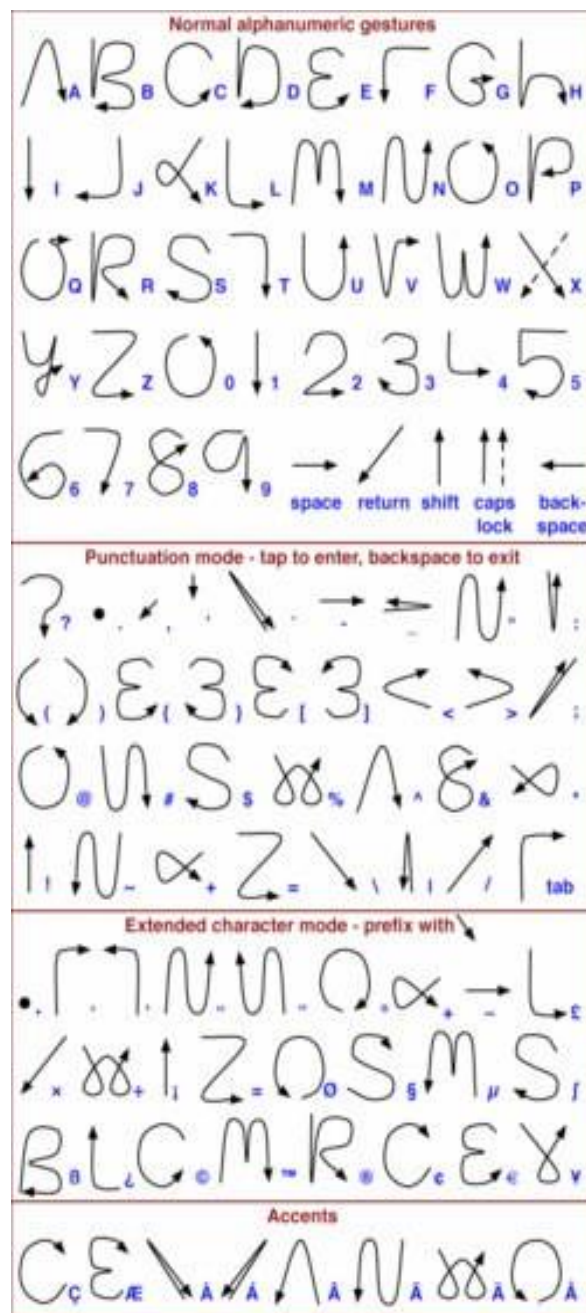 Normal alphanumeric gestures
A B C D E F G H
I J K L M N O P
Q R S T U V W X
Y Z 0 1 2 3 4 5
6 7 8 9 space return shift caps lock back-space
Punctuation mode - tap to enter, backspace to exit
? . , ' - _ " :
( ) { } [ ] < > ;
@ # $ % ^ & *
! ~ + = \ | / tab
Extended character mode - prefix with
+ – £
× ÷ ¡ = Ø § µ ∫
ß ¿ © ™ ® ¢ € ¥
Accents
Ç Æ À Á Â Ã Ä Å